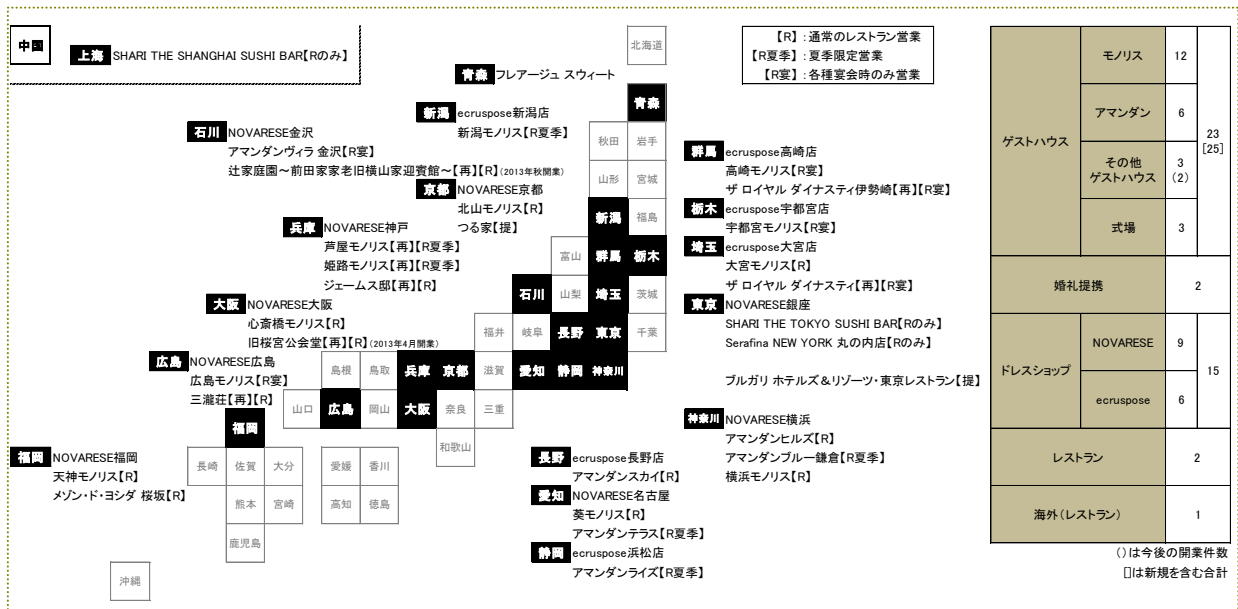 中国
上海 SHARI THE SHANGHAI SUSHI BAR【Rのみ】
【R】:通常のレストラン営業
【R夏季】:夏季限定営業
【R宴】:各種宴会時のみ営業
青森 フレアージュ スウィート
新潟 ecruspose新潟店
新潟モノリス【R夏季】
石川 NOVARESE金沢
アマンダンヴィラ 金沢【R宴】
辻家庭園~前田家家老旧横山家迎賓館~【再】【R】(2013年秋開業)
京都 NOVARESE京都
北山モノリス【R】
つる家【提】
兵庫 NOVARESE神戸
芦屋モノリス【再】【R夏季】
姫路モノリス【再】【R夏季】
ジェームス邸【再】【R】
大阪 NOVARESE大阪
心斎橋モノリス【R】
旧桜宮公会堂【再】【R】(2013年4月開業)
広島 NOVARESE広島
広島モノリス【R宴】
三瀧荘【再】【R】
福岡 NOVARESE福岡
天神モノリス【R】
メゾン・ド・ヨシダ 桜坂【R】
北海道
青森
秋田 岩手
山形 宮城
新潟 福島
富山 群馬 栃木
石川 山梨 埼玉 茨城
福井 岐阜 長野 東京 千葉
島根 鳥取 兵庫 京都 滋賀 愛知 静岡 神奈川
山口 広島 岡山 大阪 奈良 三重
福岡
和歌山
長崎 佐賀 大分 愛媛 香川
熊本 宮崎 高知 徳島
鹿児島
沖縄
群馬 ecruspose高崎店
高崎モノリス【R宴】
ザ ロイヤル ダイナスティ伊勢崎【再】【R宴】
栃木 ecruspose宇都宮店
宇都宮モノリス【R宴】
埼玉 ecruspose大宮店
大宮モノリス【R】
ザ ロイヤル ダイナスティ【再】【R宴】
東京 NOVARESE銀座
SHARI THE TOKYO SUSHI BAR【Rのみ】
Serafina NEW YORK 丸の内店【Rのみ】
ブルガリ ホテルズ&リゾーツ・東京レストラン【提】
神奈川 NOVARESE横浜
アマンダンヒルズ【R】
アマンダンブルー鎌倉【R夏季】
横浜モノリス【R】
長野 ecruspose長野店
アマンダンスカイ【R】
愛知 NOVARESE名古屋
葵モノリス【R】
アマンダンテラス【R夏季】
静岡 ecruspose浜松店
アマンダンライズ【R夏季】
ゲストハウス モノリス 12 23 [25]
アマンダン 6
その他
ゲストハウス 3 (2)
式場 3
婚礼提携 2
ドレスショップ NOVARESE 9 15
ecruspose 6
レストラン 2
海外(レストラン) 1
()は今後の開業件数
[]は新規を含む合計